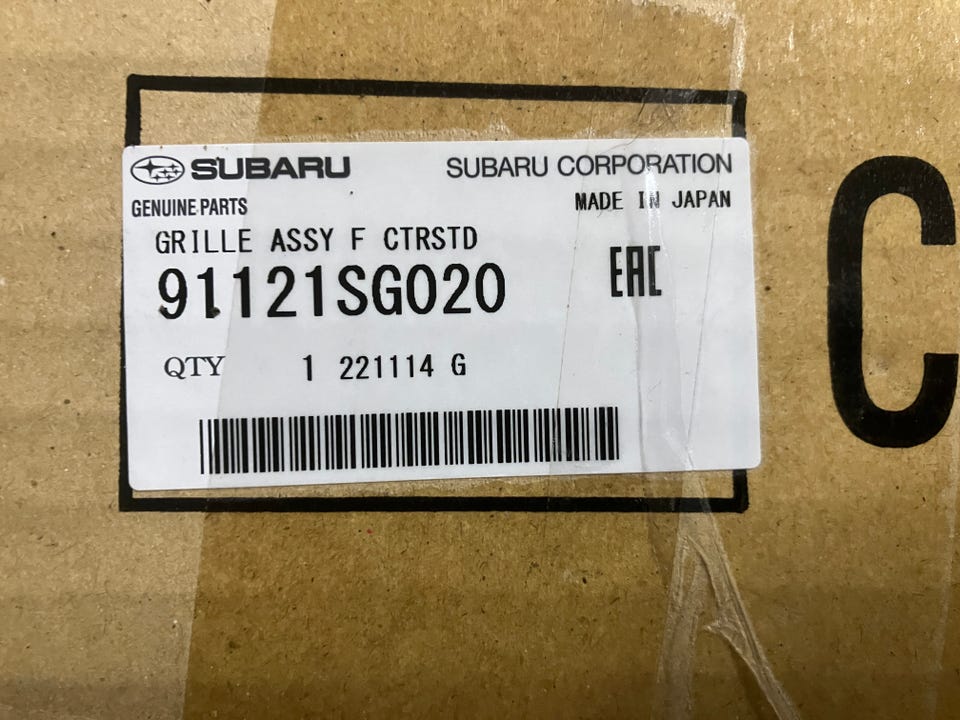 SUBARU SUBARU CORPORATION
GENUINE PARTS MADE IN JAPAN
GRILLE ASSY F CTRSTD
91121SG020 EAC
QTY 1 221114 G
C